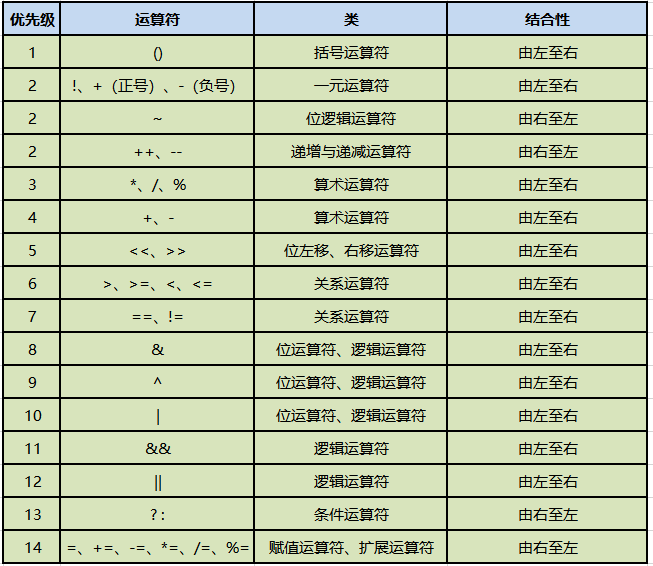 优先级 运算符 类 结合性
1 () 括号运算符 由左至右
2 !、+（正号）、-（负号） 一元运算符 由左至右
2 ~ 位逻辑运算符 由右至左
2 ++、-- 递增与递减运算符 由右至左
3 *、/、% 算术运算符 由左至右
4 +、- 算术运算符 由左至右
5 <<、>> 位左移、右移运算符 由左至右
6 >、>=、<、<= 关系运算符 由左至右
7 ==、!= 关系运算符 由左至右
8 & 位运算符、逻辑运算符 由左至右
9 ^ 位运算符、逻辑运算符 由左至右
10 | 位运算符、逻辑运算符 由左至右
11 && 逻辑运算符 由左至右
12 || 逻辑运算符 由左至右
13 ?: 条件运算符 由右至左
14 =、+=、-=、*=、/=、%= 赋值运算符、扩展运算符 由右至左